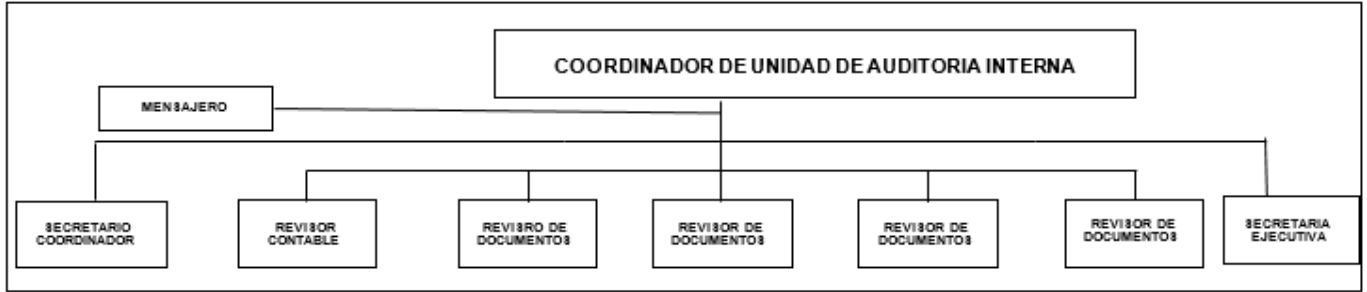 COORDINADOR DE UNIDAD DE AUDITORIA INTERNA
MENSAJERO
SECRETARIO
COORDINADOR
REVISOR
CONTABLE
REVISRO DE
DOCUMENTOS
REVISOR DE
DOCUMENTOS
REVISOR DE
DOCUMENTOS
REVISOR DE
DOCUMENTOS
SECRETARIA
EJECUTIVA